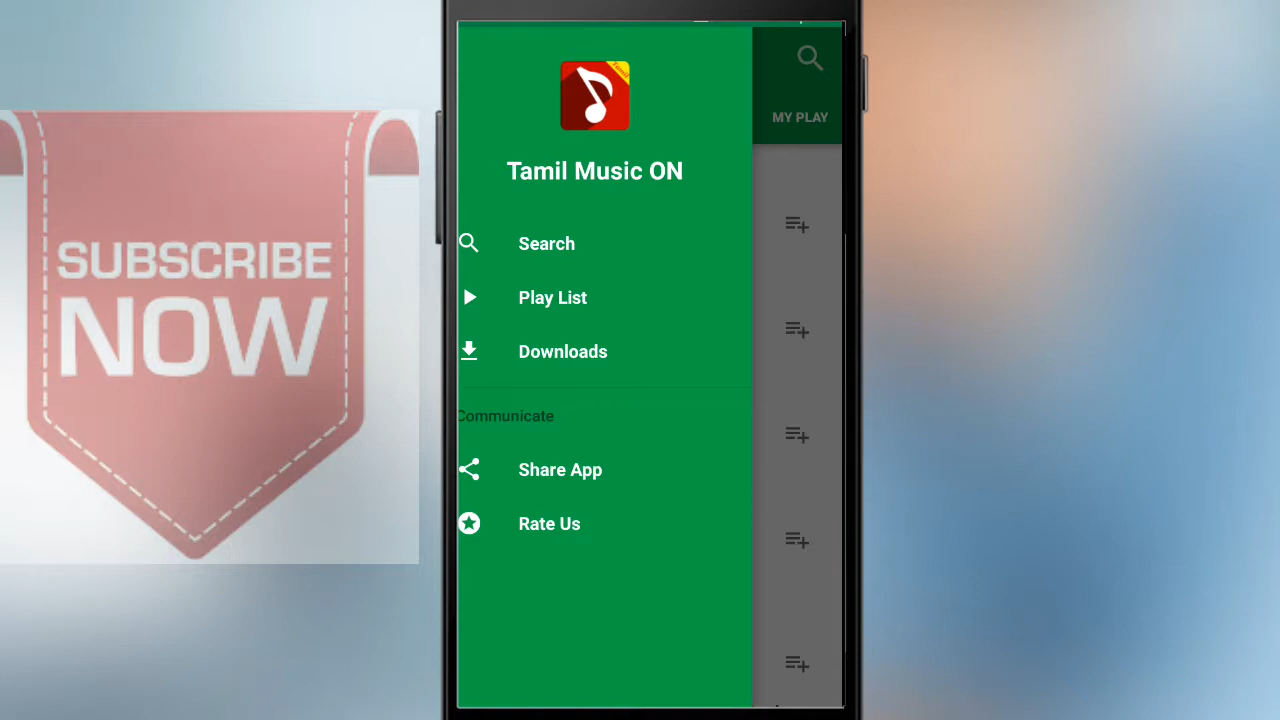 SUBSCRIBE
NOW
Tamil Music ON
Search
Play List
Downloads
Communicate
Share App
Rate Us
MY PLAY